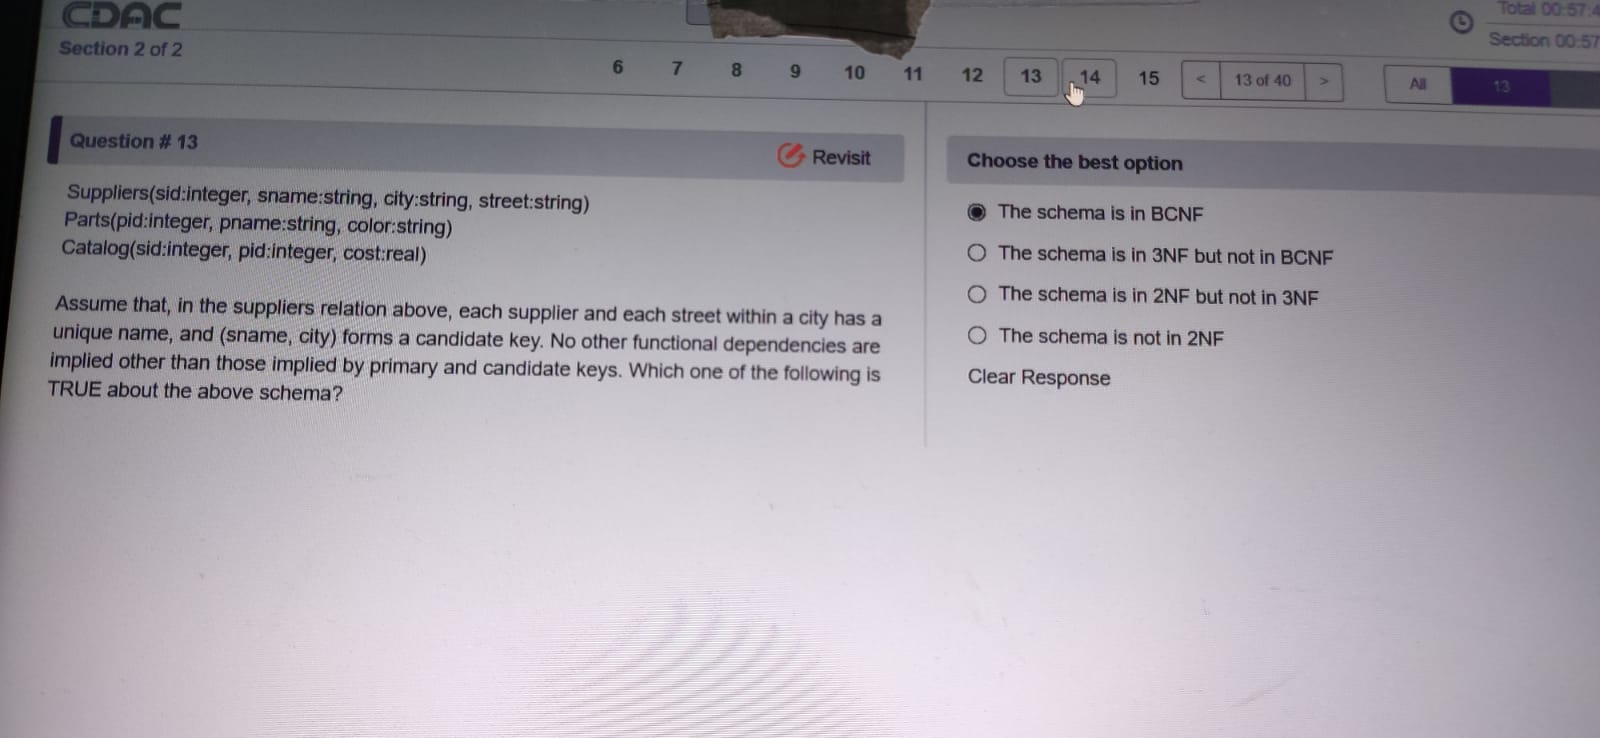 CDAC
Section 2 of 2
Total 00:57:4
Section 00:57
6 7 8 9 10 11 12 13 14 15 < 13 of 40 > All 13
Question # 13
Revisit
Suppliers(sid:integer, sname:string, city:string, street:string)
Parts(pid:integer, pname:string, color:string)
Catalog(sid:integer, pid:integer, cost:real)
Assume that, in the suppliers relation above, each supplier and each street within a city has a
unique name, and (sname, city) forms a candidate key. No other functional dependencies are
implied other than those implied by primary and candidate keys. Which one of the following is
TRUE about the above schema?
Choose the best option
The schema is in BCNF
The schema is in 3NF but not in BCNF
The schema is in 2NF but not in 3NF
The schema is not in 2NF
Clear Response